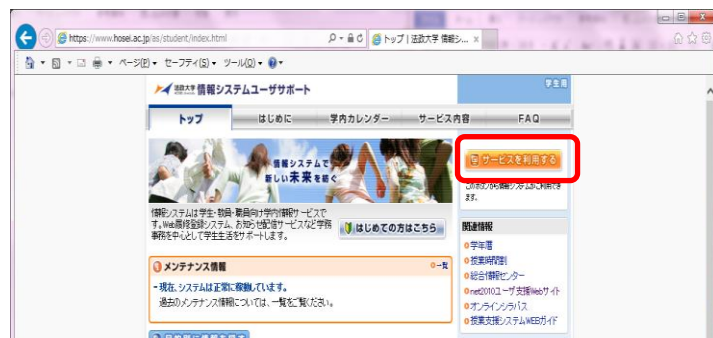 https://www.hosei.ac.jp/as/student/index.html
トップ | 法政大学 情報シ...
ページ(P) セーフティ(S) ツール(O)
学生用
法政大学 情報システムユーザサポート
トップ はじめに 学内カレンダー サービス内容 FAQ
情報システムで
新しい未来を紡ぐ
サービスを利用する
このボタンから情報システムがご利用でき
ます。
情報システムは学生・教員・職員向け学内情報サービスで
す。Web履修登録システム、お知らせ配信サービスなど学務
事務を中心として学生生活をサポートします。
はじめての方はこちら
関連情報
学年暦
授業時間割
総合情報センター
net2010ユーザ支援Webサイト
オンラインシラバス
授業支援システムWEBガイド
メンテナンス情報
一覧
現在、システムは正常に稼働しています。
過去のメンテナンス情報については、一覧をご覧ください。